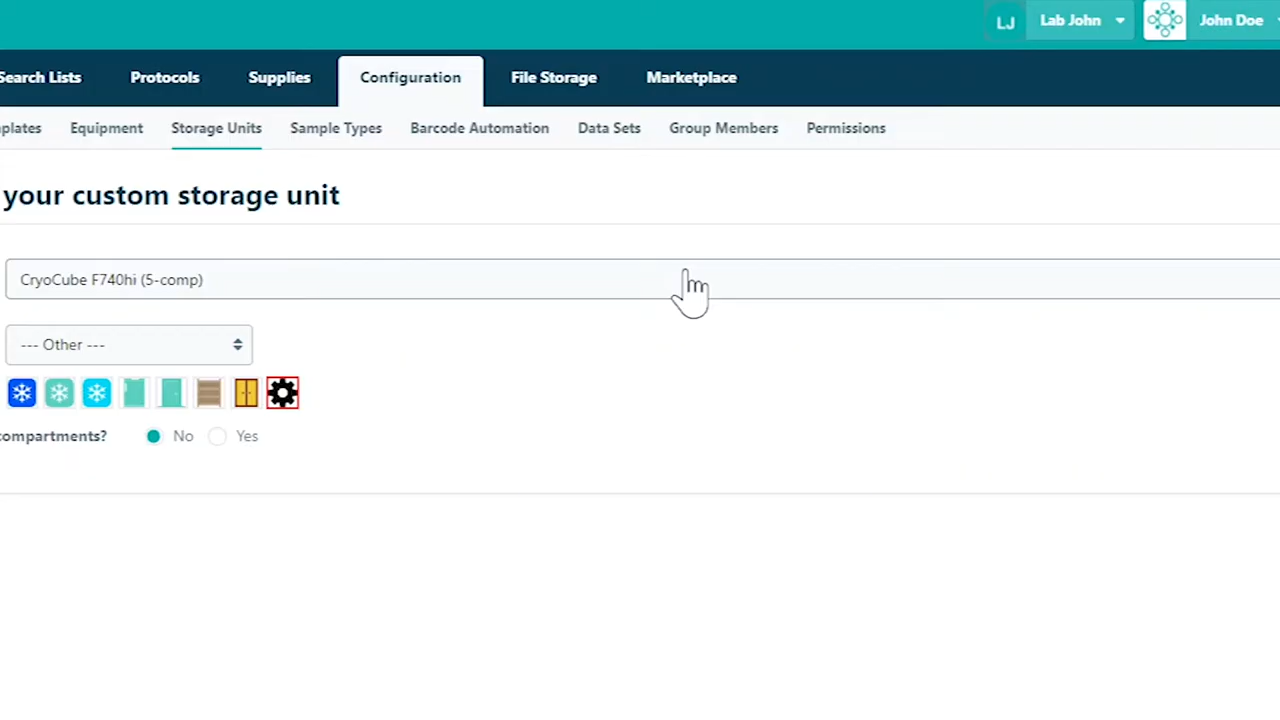 LJ Lab John John Doe
Search Lists Protocols Supplies Configuration File Storage Marketplace
Equipment Storage Units Sample Types Barcode Automation Data Sets Group Members Permissions
your custom storage unit
CryoCube F740hi (5-comp)
--- Other ---
compartments? No Yes